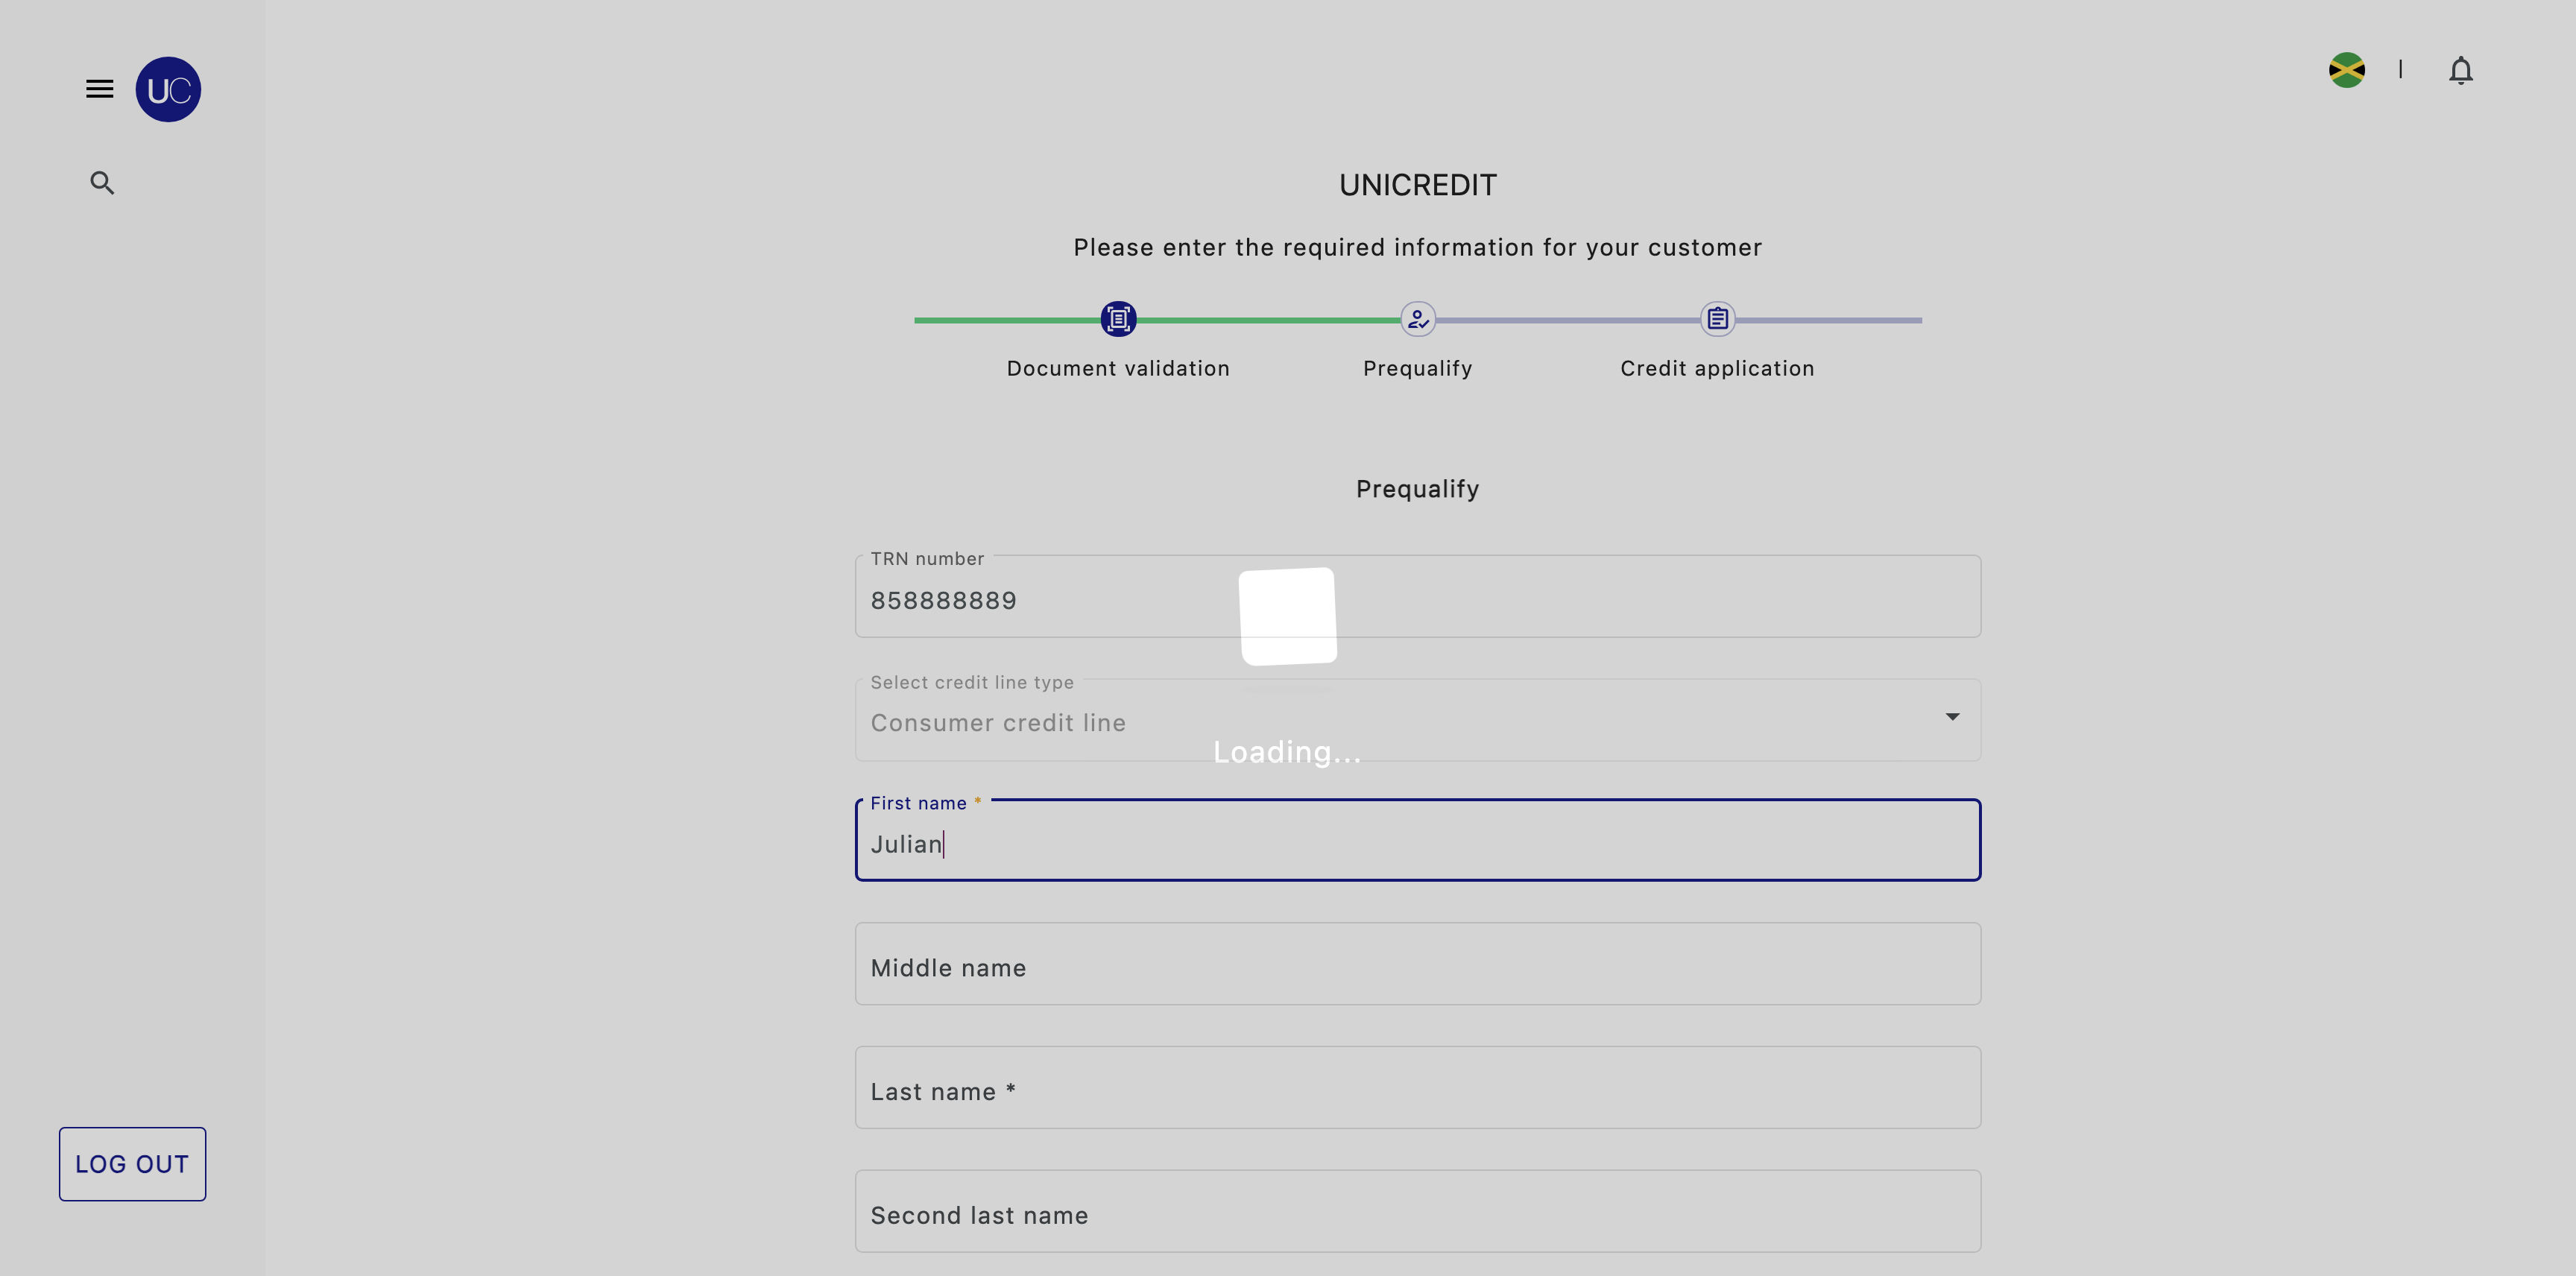 UC
UNICREDIT
Please enter the required information for your customer
Document validation
Prequalify
Credit application
Prequalify
TRN number
858888889
Select credit line type
Consumer credit line
Loading...
First name *
Julian
Middle name
Last name *
Second last name
LOG OUT